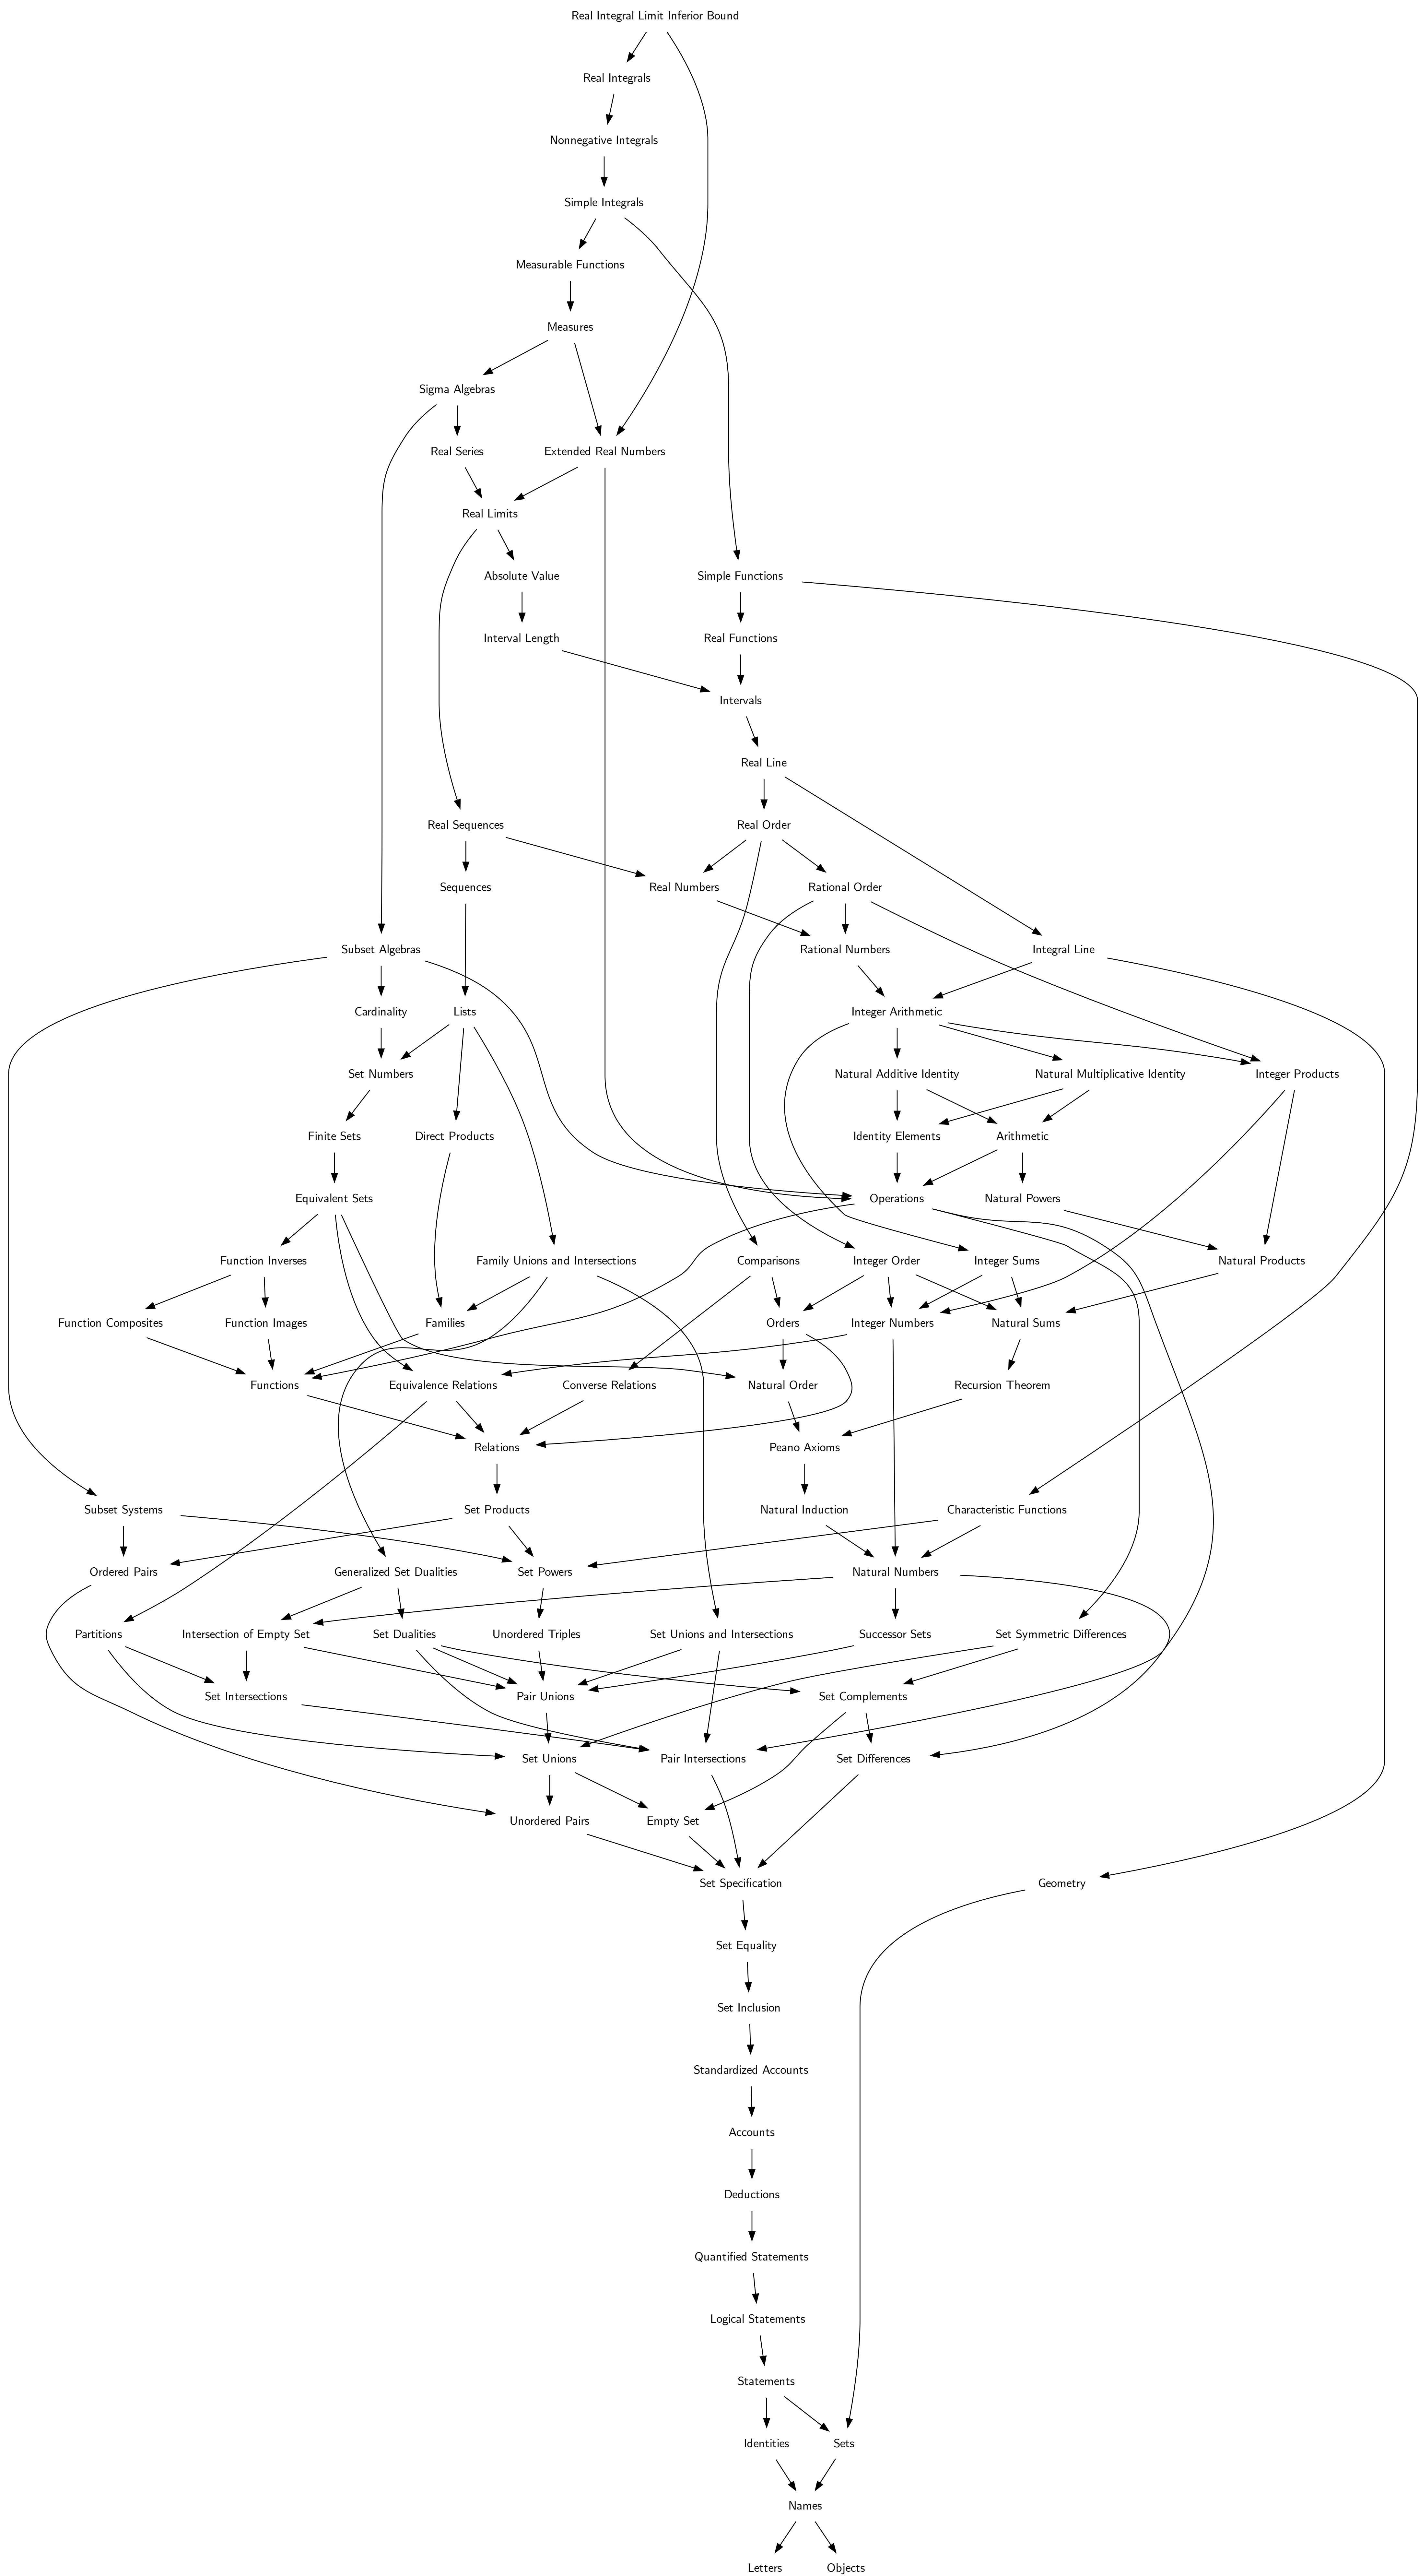 Real Integral Limit Inferior Bound
Real Integrals
Nonnegative Integrals
Simple Integrals
Measurable Functions
Measures
Sigma Algebras
Real Series
Extended Real Numbers
Real Limits
Absolute Value
Simple Functions
Interval Length
Real Functions
Intervals
Real Line
Real Sequences
Real Order
Sequences
Real Numbers
Rational Order
Subset Algebras
Rational Numbers
Integral Line
Cardinality
Lists
Integer Arithmetic
Set Numbers
Natural Additive Identity
Natural Multiplicative Identity
Integer Products
Finite Sets
Direct Products
Identity Elements
Arithmetic
Equivalent Sets
Operations
Natural Powers
Function Inverses
Family Unions and Intersections
Comparisons
Integer Order
Integer Sums
Natural Products
Function Composites
Function Images
Families
Orders
Integer Numbers
Natural Sums
Functions
Equivalence Relations
Converse Relations
Natural Order
Recursion Theorem
Relations
Peano Axioms
Subset Systems
Set Products
Natural Induction
Characteristic Functions
Ordered Pairs
Generalized Set Dualities
Set Powers
Natural Numbers
Partitions
Intersection of Empty Set
Set Dualities
Unordered Triples
Set Unions and Intersections
Successor Sets
Set Symmetric Differences
Set Intersections
Pair Unions
Set Complements
Set Unions
Pair Intersections
Set Differences
Unordered Pairs
Empty Set
Set Specification
Geometry
Set Equality
Set Inclusion
Standardized Accounts
Accounts
Deductions
Quantified Statements
Logical Statements
Statements
Identities
Sets
Names
Letters
Objects